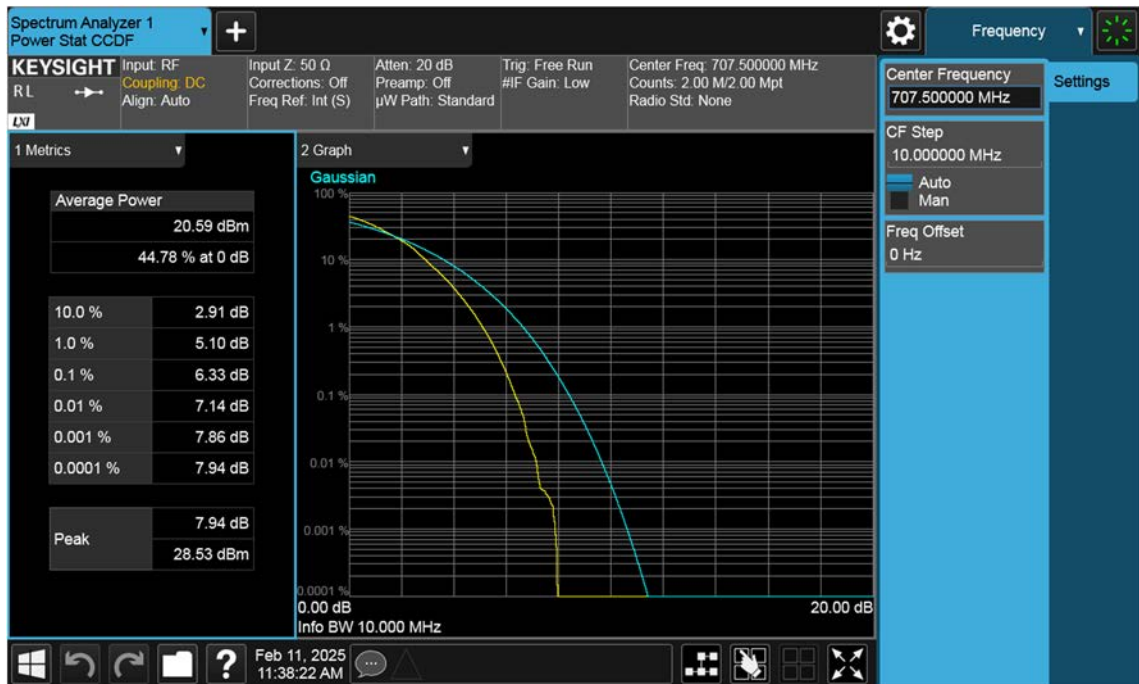 Spectrum Analyzer 1
Power Stat CCDF
Frequency
KEYSIGHT
R L
LXI
Input: RF
Coupling: DC
Align: Auto
Input Z: 50 Ω
Corrections: Off
Freq Ref: Int (S)
Atten: 20 dB
Preamp: Off
µW Path: Standard
Trig: Free Run
#IF Gain: Low
Center Freq: 707.500000 MHz
Counts: 2.00 M/2.00 Mpt
Radio Std: None
Center Frequency
707.500000 MHz
Settings
CF Step
10.000000 MHz
Auto
Man
Freq Offset
0 Hz
1 Metrics
Average Power
20.59 dBm
44.78 % at 0 dB
10.0 % 2.91 dB
1.0 % 5.10 dB
0.1 % 6.33 dB
0.01 % 7.14 dB
0.001 % 7.86 dB
0.0001 % 7.94 dB
Peak
7.94 dB
28.53 dBm
2 Graph
Gaussian
100 %
10 %
1 %
0.1 %
0.01 %
0.001 %
0.0001 %
0.00 dB 20.00 dB
Info BW 10.000 MHz
?
Feb 11, 2025
11:38:22 AM